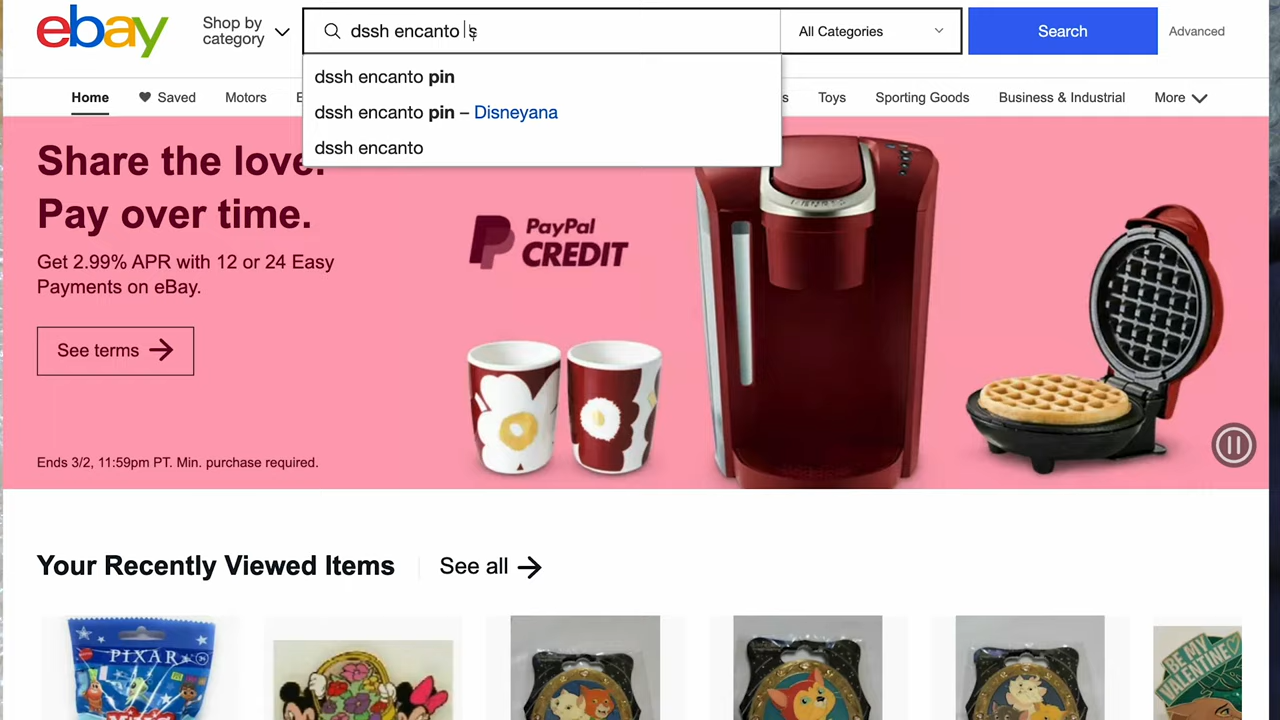 ebay
Shop by
category
dssh encanto s
All Categories
Search
Advanced
dssh encanto pin
dssh encanto pin – Disneyana
dssh encanto
Home
Saved
Motors
E
s
Toys
Sporting Goods
Business & Industrial
More
Share the love.
Pay over time.
Get 2.99% APR with 12 or 24 Easy
Payments on eBay.
PayPal
CREDIT
See terms
Ends 3/2, 11:59pm PT. Min. purchase required.
Your Recently Viewed Items
See all
PIXAR
BE MY
VALENTINE